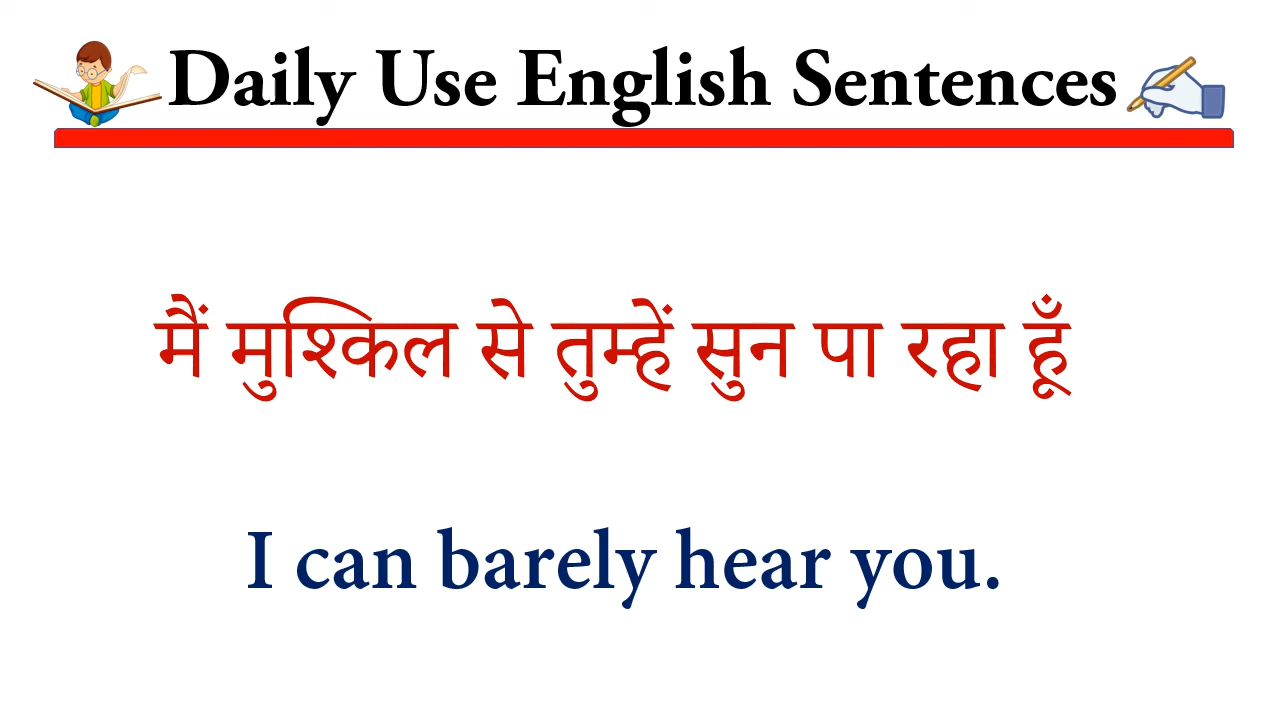 Daily Use English Sentences
मैं मुश्किल से तुम्हें सुन पा रहा हूँ
I can barely hear you.